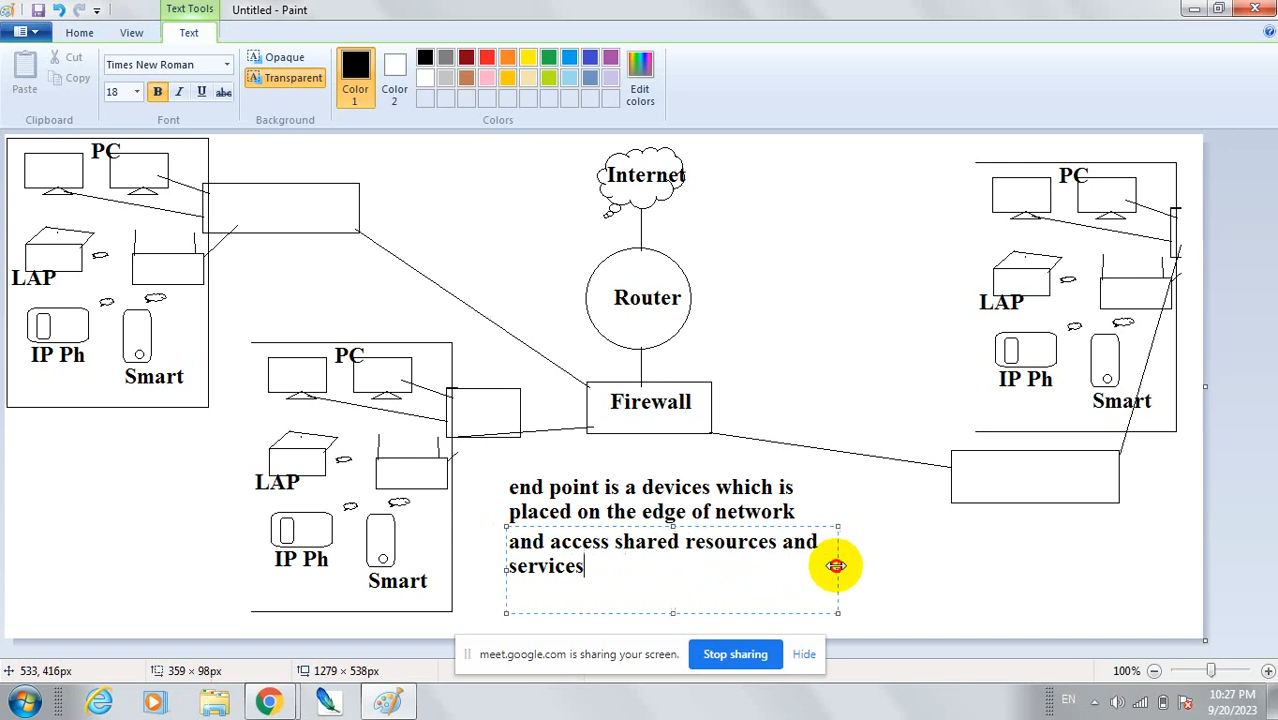 Text Tools
Untitled - Paint
Home
View
Text
Cut
Copy
Paste
Clipboard
Times New Roman
18
B I U abc
Font
Opaque
Transparent
Background
Color 1
Color 2
Edit colors
Colors
PC
LAP
IP Ph
Smart
PC
LAP
IP Ph
Smart
Internet
Router
Firewall
PC
LAP
IP Ph
Smart
end point is a devices which is
placed on the edge of network
and access shared resources and
services
meet.google.com is sharing your screen.
Stop sharing
Hide
533, 416px
359 × 98px
1279 × 538px
100%
EN
10:27 PM
9/20/2023